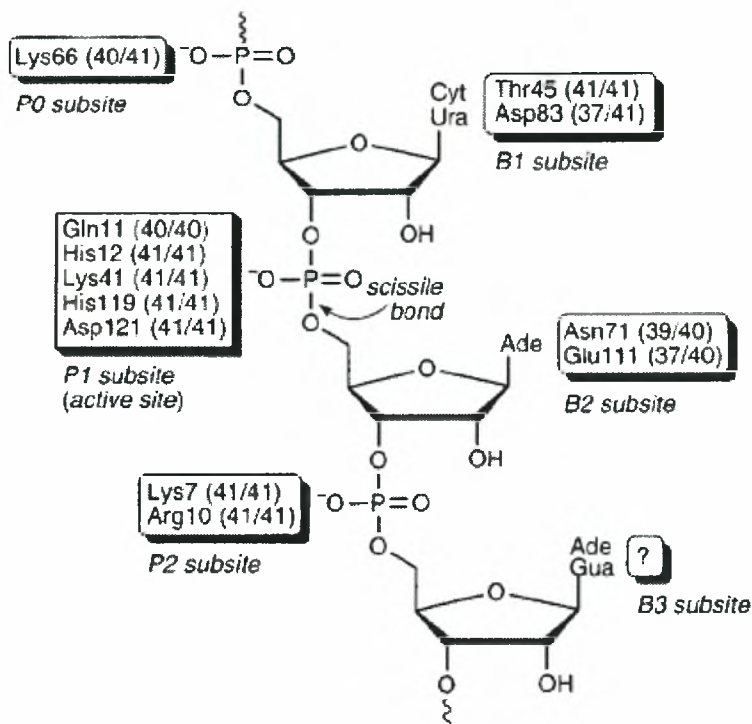 Lys66 (40/41)
⁻O–P=O
P0 subsite
O
Cyt
Ura
Thr45 (41/41)
Asp83 (37/41)
B1 subsite
O
O
OH
Gln11 (40/40)
His12 (41/41)
Lys41 (41/41)
His119 (41/41)
Asp121 (41/41)
P1 subsite
(active site)
⁻O–P=O
scissile
bond
O
Ade
Asn71 (39/40)
Glu111 (37/40)
B2 subsite
O
O
OH
Lys7 (41/41)
Arg10 (41/41)
P2 subsite
⁻O–P=O
O
Ade
Gua
?
B3 subsite
O
O
OH